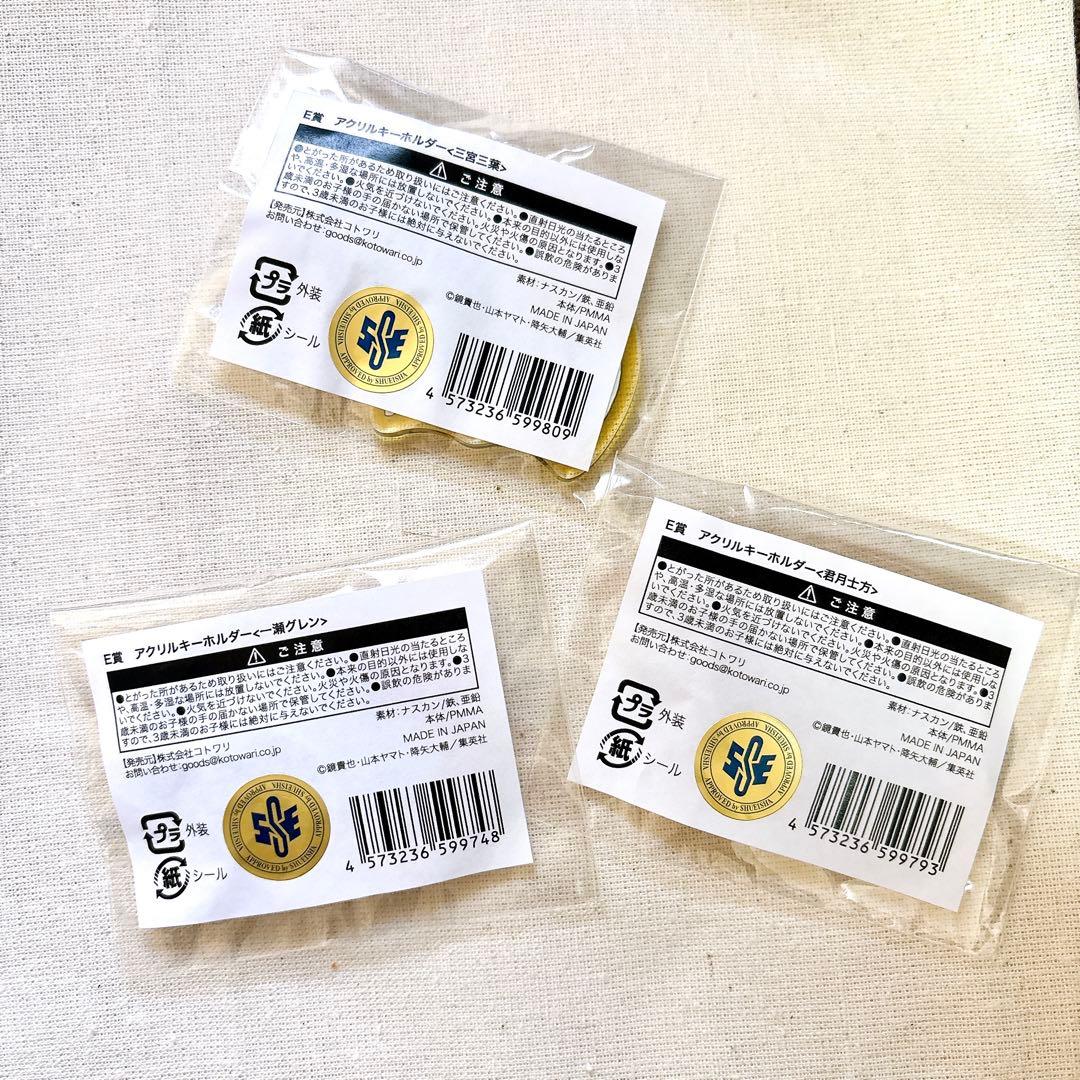 E賞 アクリルキーホルダー<三宮三葉>
⚠ ご注意
●とがった所があるため取り扱いにはご注意ください。●直射日光の当たるところ
や、高温・多湿な場所には放置しないでください。●本来の目的以外には使用しな
いでください。●火気を近づけないでください。火災や火傷の原因となります。●3
歳未満のお子様の手の届かない場所で保管してください。●誤飲の危険がありま
すので、3歳未満のお子様には絶対に与えないでください。
【発売元】株式会社コトワリ
お問い合わせ:goods@kotowari.co.jp
素材:ナスカン/鉄、亜鉛
本体/PMMA
MADE IN JAPAN
©鏡貴也・山本ヤマト・降矢大輔/集英社
プラ 外装
紙 シール
APPROVED by SHUEISHA APPROVED by SHUEISHA
4 573236 599809
E賞 アクリルキーホルダー<一瀬グレン>
⚠ ご注意
●とがった所があるため取り扱いにはご注意ください。●直射日光の当たるところ
や、高温・多湿な場所には放置しないでください。●本来の目的以外には使用しな
いでください。●火気を近づけないでください。火災や火傷の原因となります。●3
歳未満のお子様の手の届かない場所で保管してください。●誤飲の危険がありま
すので、3歳未満のお子様には絶対に与えないでください。
【発売元】株式会社コトワリ
お問い合わせ:goods@kotowari.co.jp
素材:ナスカン/鉄、亜鉛
本体/PMMA
MADE IN JAPAN
©鏡貴也・山本ヤマト・降矢大輔/集英社
プラ 外装
紙 シール
APPROVED by SHUEISHA APPROVED by SHUEISHA
4 573236 599748
E賞 アクリルキーホルダー<君月士方>
⚠ ご注意
●とがった所があるため取り扱いにはご注意ください。●直射日光の当たるところ
や、高温・多湿な場所には放置しないでください。●本来の目的以外には使用しな
いでください。●火気を近づけないでください。火災や火傷の原因となります。●3
歳未満のお子様の手の届かない場所で保管してください。●誤飲の危険がありま
すので、3歳未満のお子様には絶対に与えないでください。
【発売元】株式会社コトワリ
お問い合わせ:goods@kotowari.co.jp
素材:ナスカン/鉄、亜鉛
本体/PMMA
MADE IN JAPAN
©鏡貴也・山本ヤマト・降矢大輔/集英社
プラ 外装
紙 シール
APPROVED by SHUEISHA APPROVED by SHUEISHA
4 573236 599793